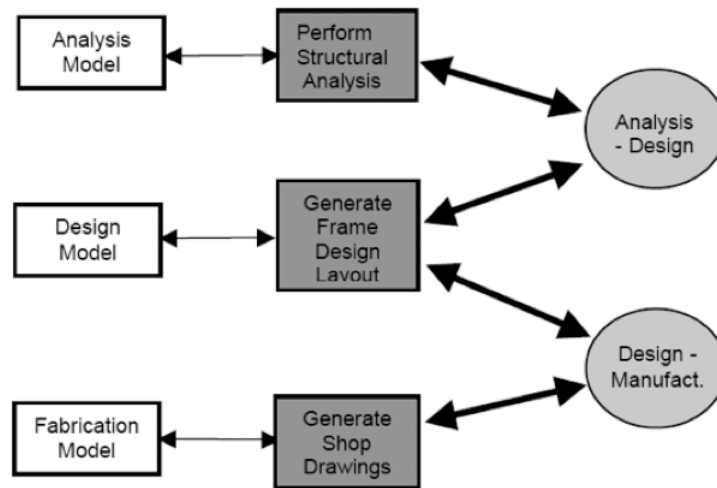 Analysis
Model
Perform
Structural
Analysis
Analysis
- Design
Design
Model
Generate
Frame
Design
Layout
Design -
Manufact.
Fabrication
Model
Generate
Shop
Drawings